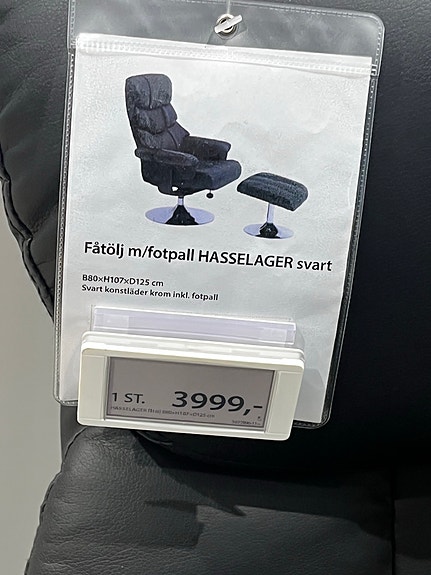 Fåtölj m/fotpall HASSELAGER svart
B80×H107×D125 cm
Svart konstläder krom inkl. fotpall
1 ST. 3999,-